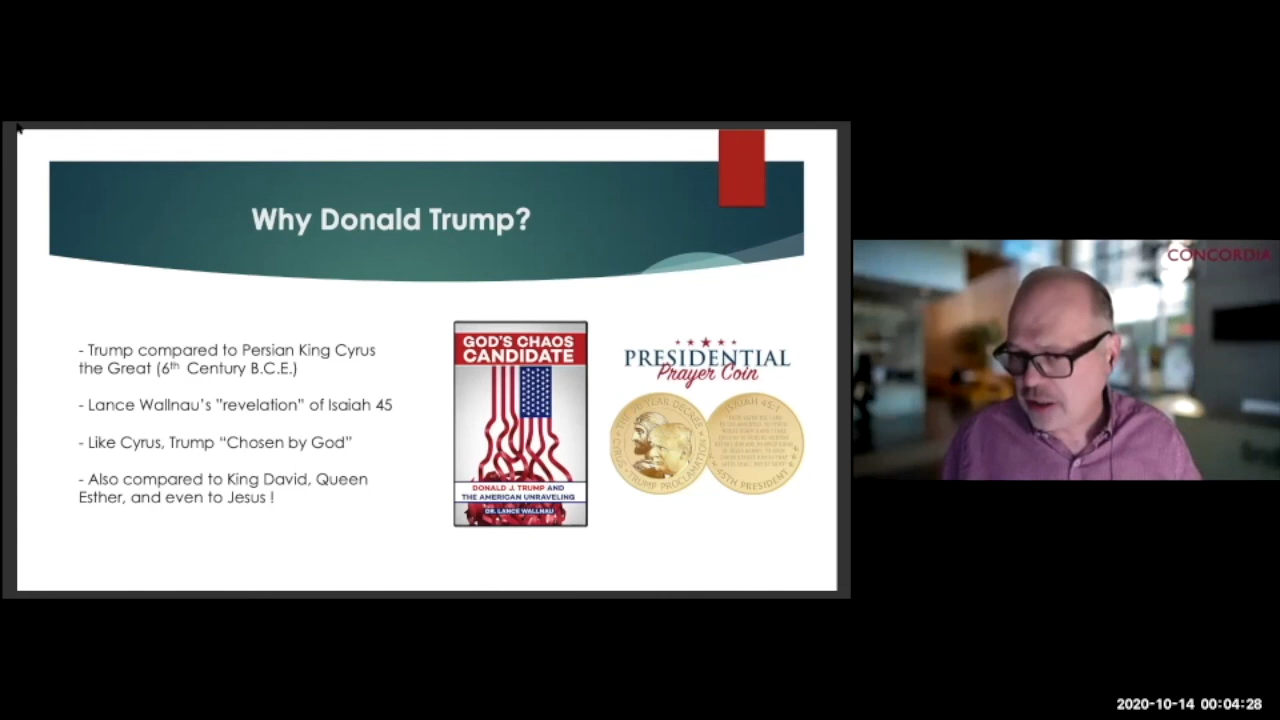 Why Donald Trump?
- Trump compared to Persian King Cyrus
the Great (6th Century B.C.E.)
- Lance Wallnau's "revelation" of Isaiah 45
- Like Cyrus, Trump “Chosen by God”
- Also compared to King David, Queen
Esther, and even to Jesus !
GOD'S CHAOS
CANDIDATE
DONALD J. TRUMP AND
THE AMERICAN UNRAVELING
DR. LANCE WALLNAU
PRESIDENTIAL
Prayer Coin
CYRUS • TRUMP PROCLAMATION
ISAIAH 45:1
45TH PRESIDENT
CONCORDIA
2020-10-14 00:04:28